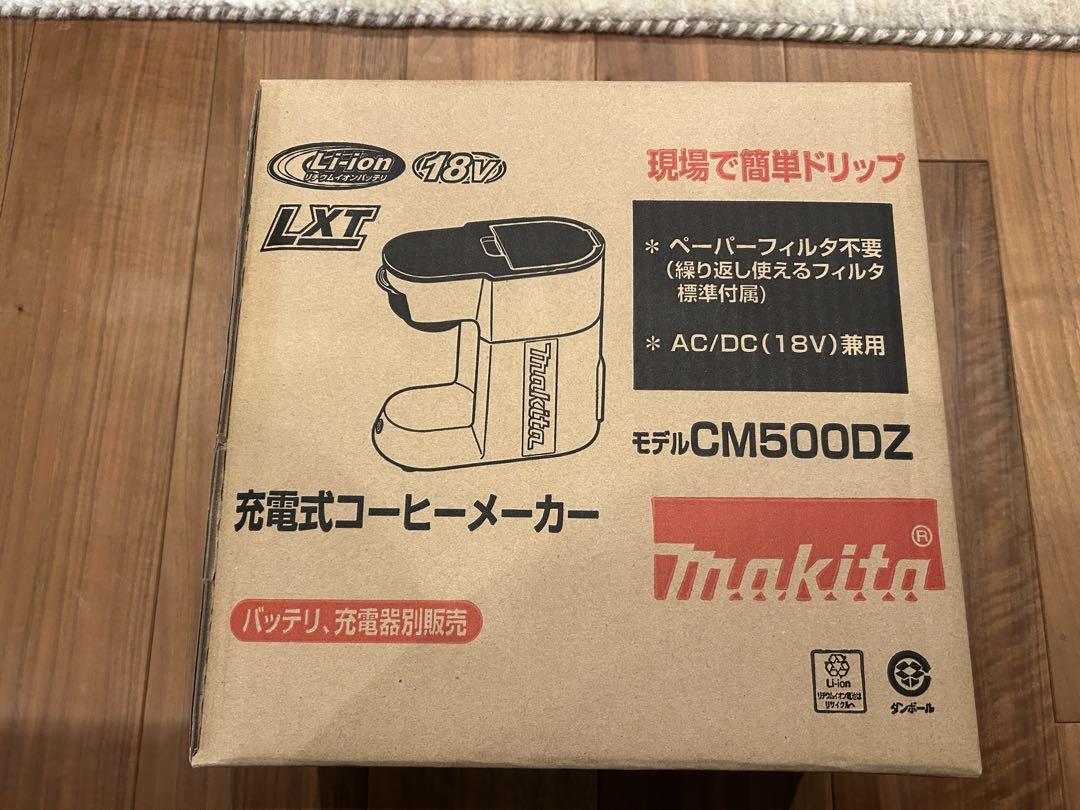 Li-ion
リチウムイオンバッテリ
18V
LXT
現場で簡単ドリップ
* ペーパーフィルタ不要
(繰り返し使えるフィルタ
標準付属)
* AC/DC(18V)兼用
makita
モデルCM500DZ
充電式コーヒーメーカー
makita®
バッテリ、充電器別販売
Li-ion
リチウムイオン電池は
リサイクルへ
ダンボール